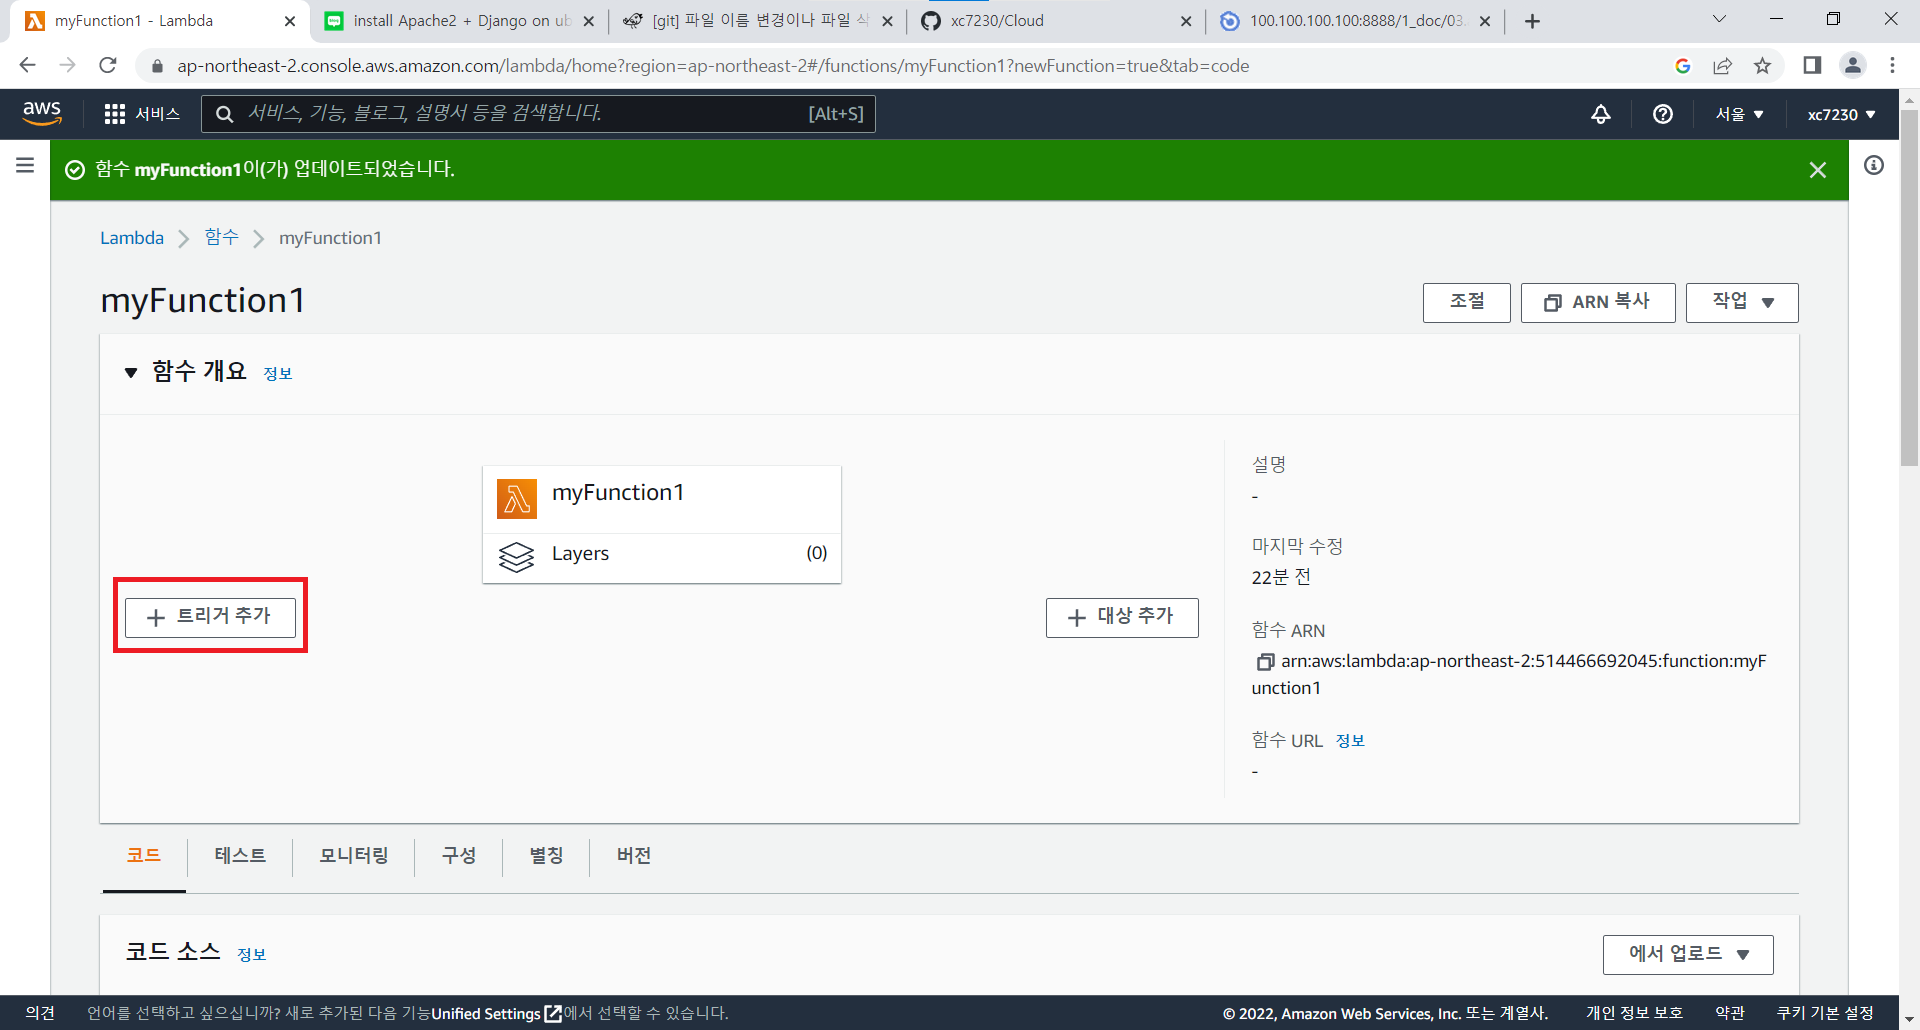 myFunction1 - Lambda
install Apache2 + Django on ub
[git] 파일 이름 변경이나 파일 삭
xc7230/Cloud
100.100.100.100:8888/1_doc/03.
ap-northeast-2.console.aws.amazon.com/lambda/home?region=ap-northeast-2#/functions/myFunction1?newFunction=true&tab=code
aws
서비스
서비스, 기능, 블로그, 설명서 등을 검색합니다.
[Alt+S]
서울 ▼
xc7230 ▼
함수 myFunction1이(가) 업데이트되었습니다.
Lambda > 함수 > myFunction1
myFunction1
조절
ARN 복사
작업 ▼
▼ 함수 개요 정보
myFunction1
Layers (0)
+ 트리거 추가
+ 대상 추가
설명
-
마지막 수정
22분 전
함수 ARN
arn:aws:lambda:ap-northeast-2:514466692045:function:myF
unction1
함수 URL 정보
-
코드
테스트
모니터링
구성
별칭
버전
코드 소스 정보
에서 업로드 ▼
의견
언어를 선택하고 싶으십니까? 새로 추가된 다음 기능Unified Settings에서 선택할 수 있습니다.
© 2022, Amazon Web Services, Inc. 또는 계열사.
개인 정보 보호
약관
쿠키 기본 설정